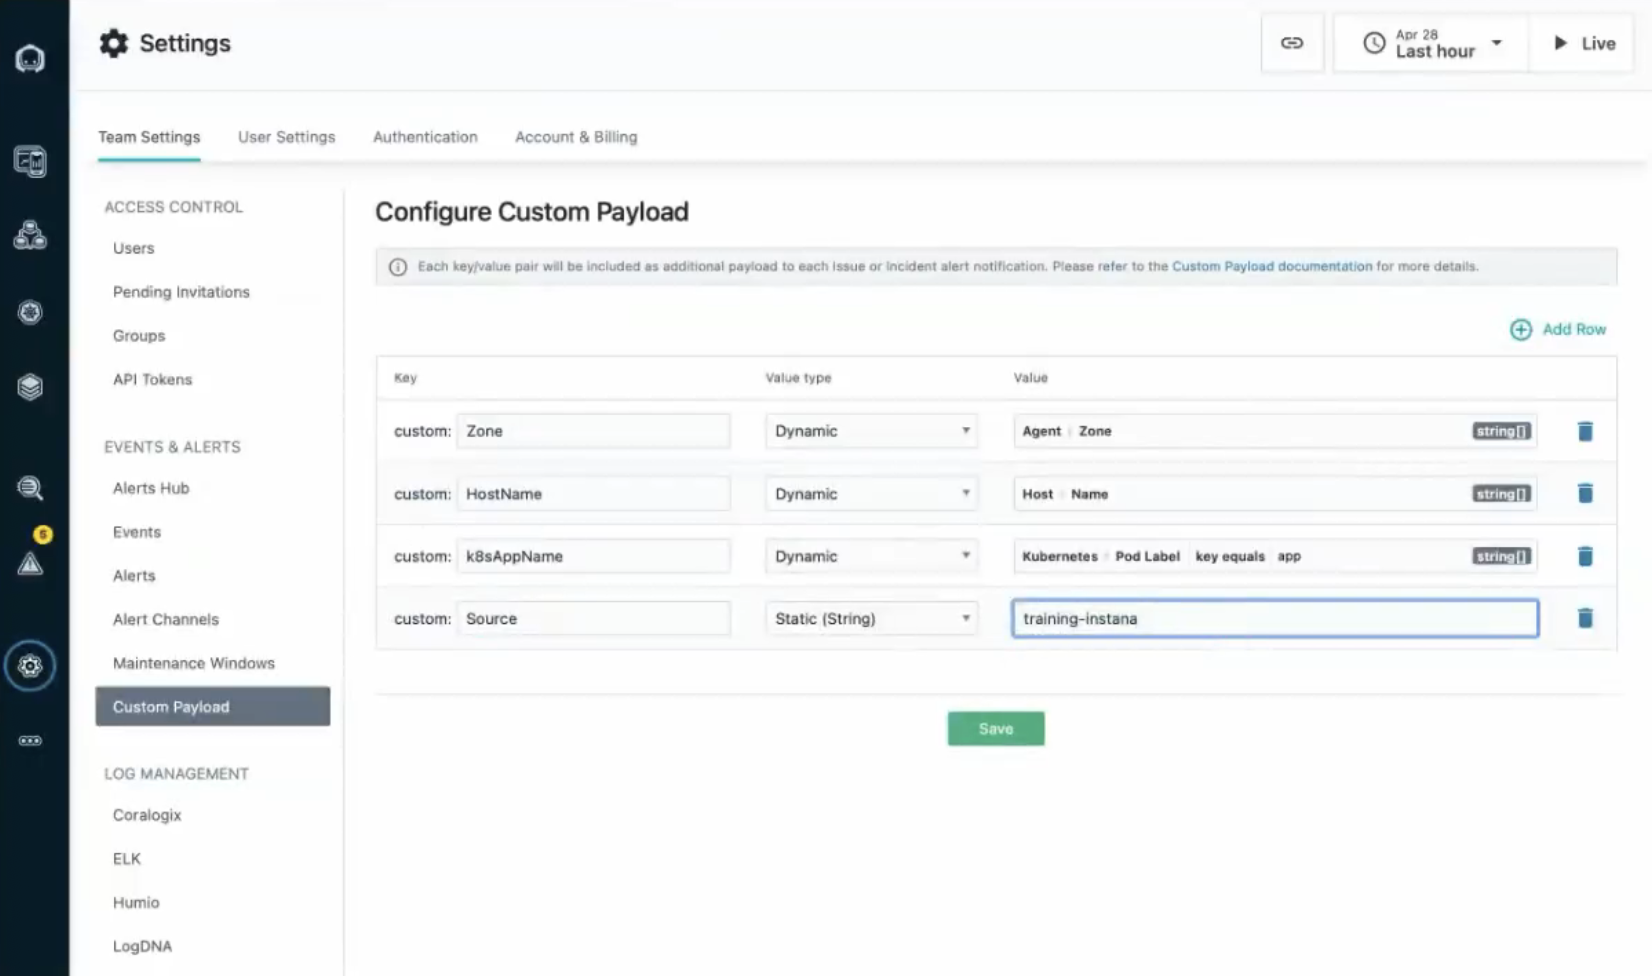 Settings
Apr 28
Last hour
Live
Team Settings
User Settings
Authentication
Account & Billing
ACCESS CONTROL
Users
Pending Invitations
Groups
API Tokens
EVENTS & ALERTS
Alerts Hub
Events
Alerts
Alert Channels
Maintenance Windows
Custom Payload
LOG MANAGEMENT
Coralogix
ELK
Humio
LogDNA
5
Configure Custom Payload
Each key/value pair will be included as additional payload to each issue or incident alert notification. Please refer to the Custom Payload documentation for more details.
Add Row
Key Value type Value
custom: Zone Dynamic Agent Zone string[]
custom: HostName Dynamic Host Name string[]
custom: k8sAppName Dynamic Kubernetes Pod Label key equals app string[]
custom: Source Static (String) training-instana
Save